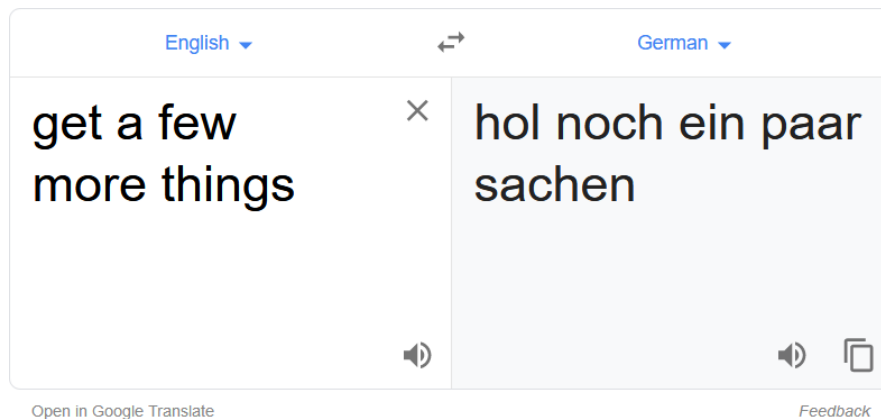 English German
get a few hol noch ein paar
more things sachen
Open in Google Translate Feedback